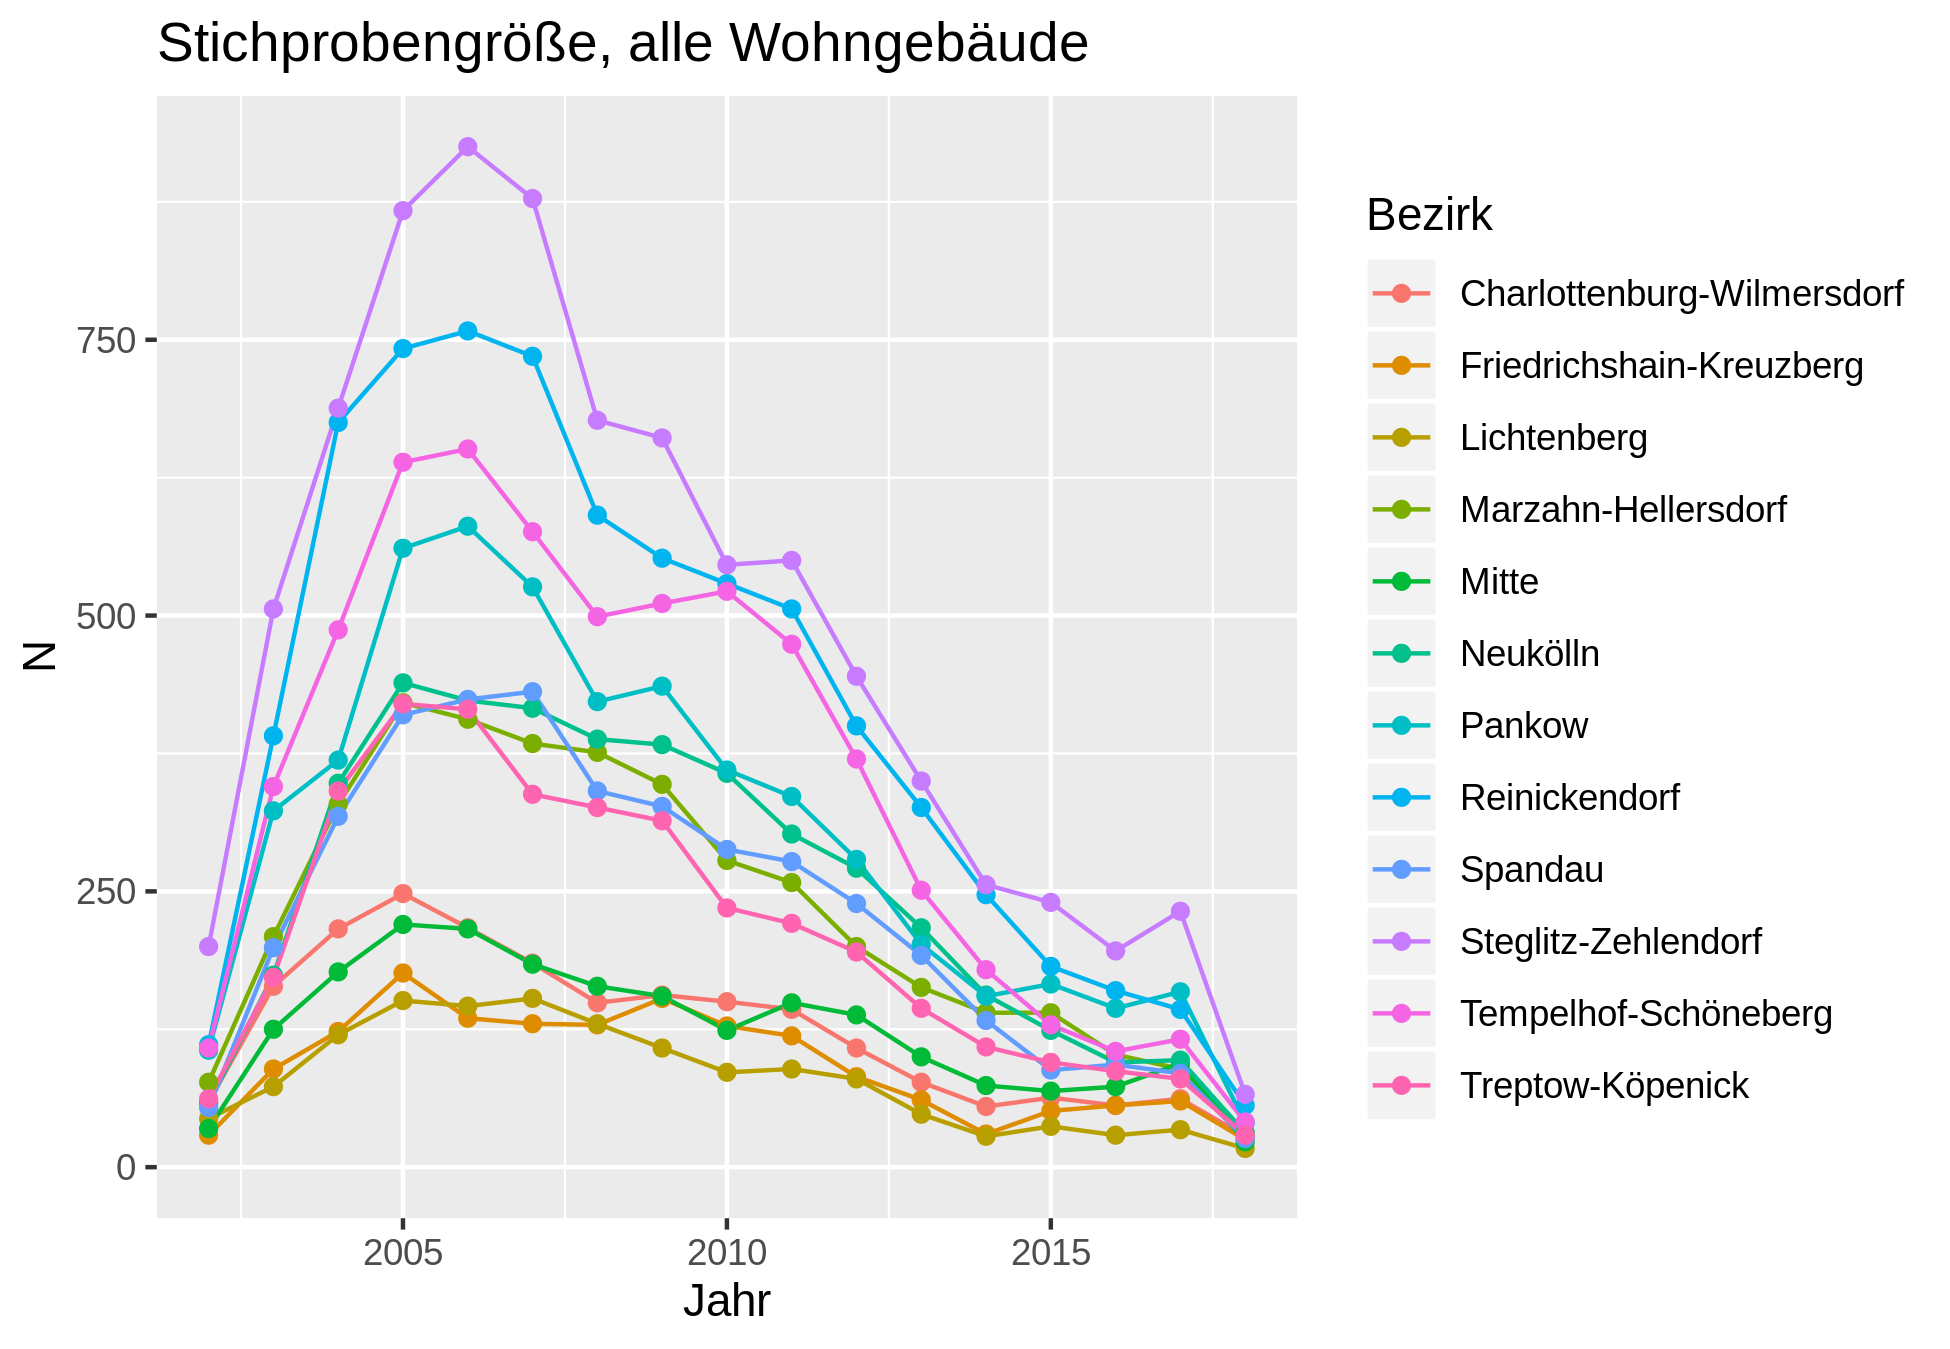 Stichprobengröße, alle Wohngebäude
N
750
500
250
0
2005
2010
2015
Jahr
Bezirk
Charlottenburg-Wilmersdorf
Friedrichshain-Kreuzberg
Lichtenberg
Marzahn-Hellersdorf
Mitte
Neukölln
Pankow
Reinickendorf
Spandau
Steglitz-Zehlendorf
Tempelhof-Schöneberg
Treptow-Köpenick